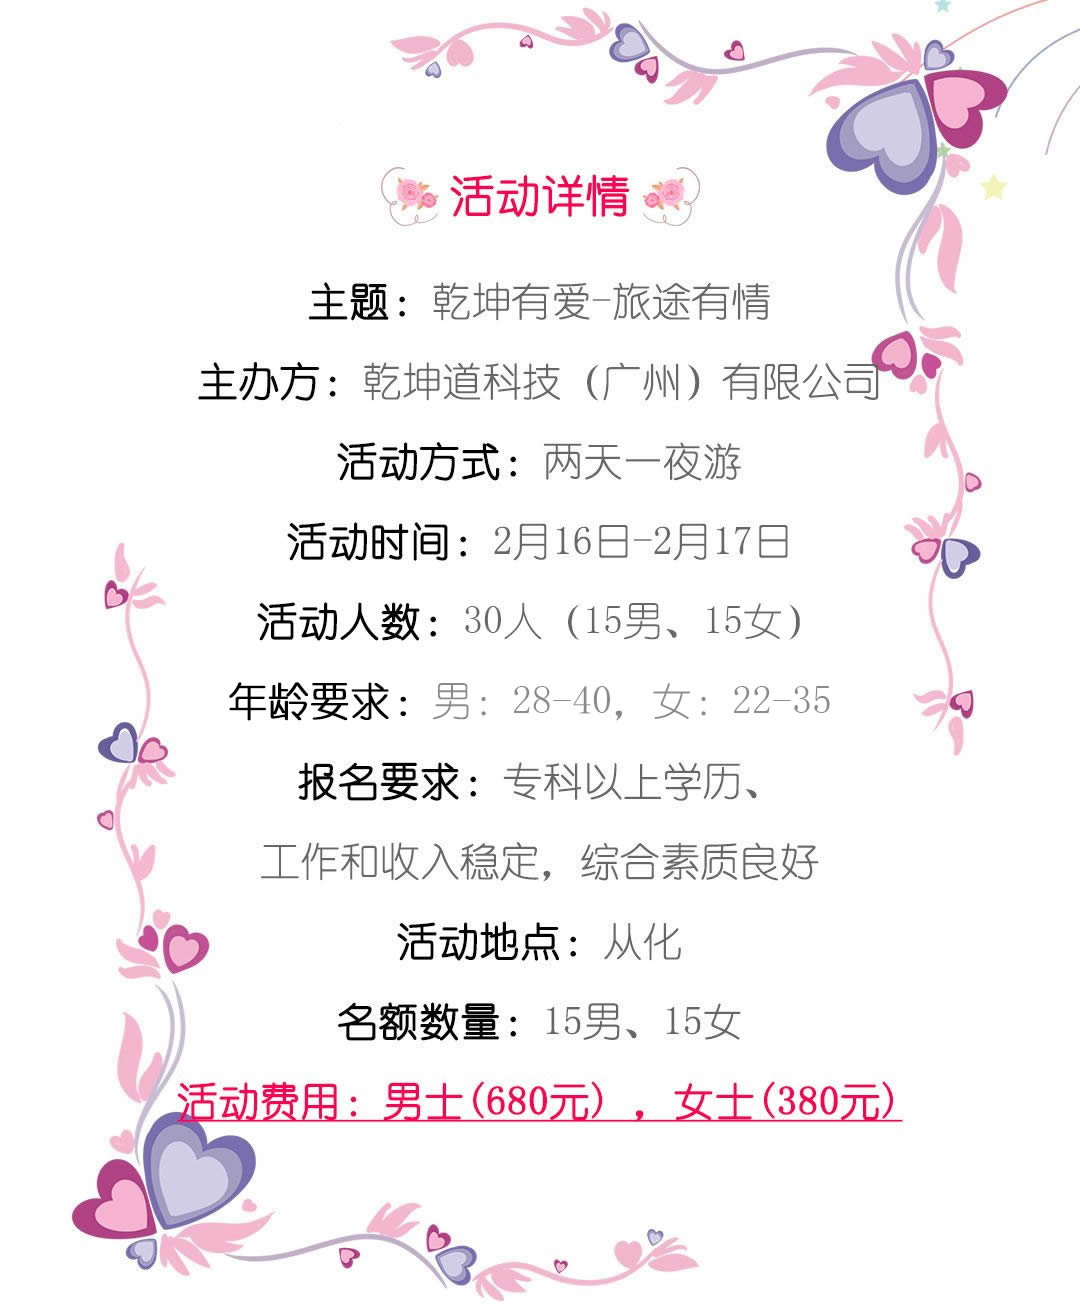 活动详情
主题：乾坤有爱-旅途有情
主办方：乾坤道科技（广州）有限公司
活动方式：两天一夜游
活动时间：2月16日-2月17日
活动人数：30人（15男、15女）
年龄要求：男：28-40，女：22-35
报名要求：专科以上学历、
工作和收入稳定，综合素质良好
活动地点：从化
名额数量：15男、15女
活动费用：男士(680元) ，女士(380元)